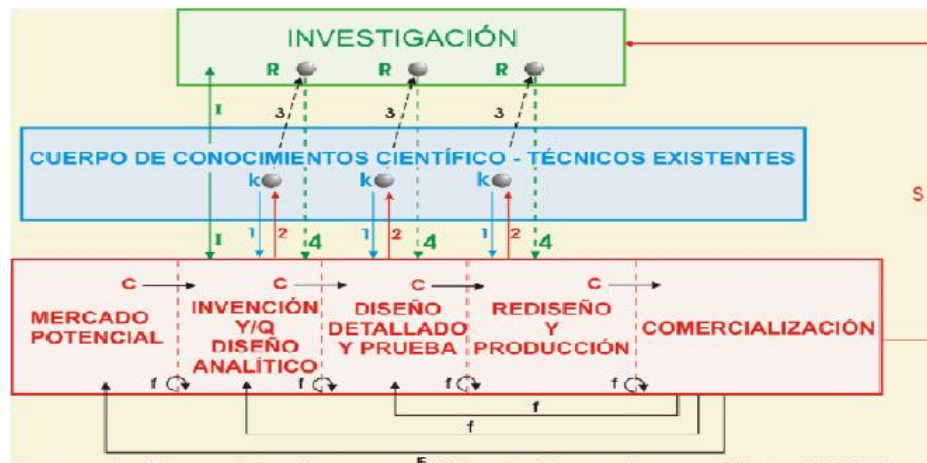 INVESTIGACIÓN
R R R
I 3 3 3
CUERPO DE CONOCIMIENTOS CIENTÍFICO - TÉCNICOS EXISTENTES
k k k
S
I 1 2 4 1 2 4 1 2 4
C C C C
MERCADO
POTENCIAL
INVENCIÓN
Y/Q
DISEÑO
ANALÍTICO
DISEÑO
DETALLADO
Y PRUEBA
REDISEÑO
Y
PRODUCCIÓN
COMERCIALIZACIÓN
f f f f
f
f
F